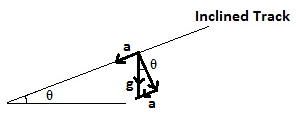 Inclined Track
a
θ
g
a
θ